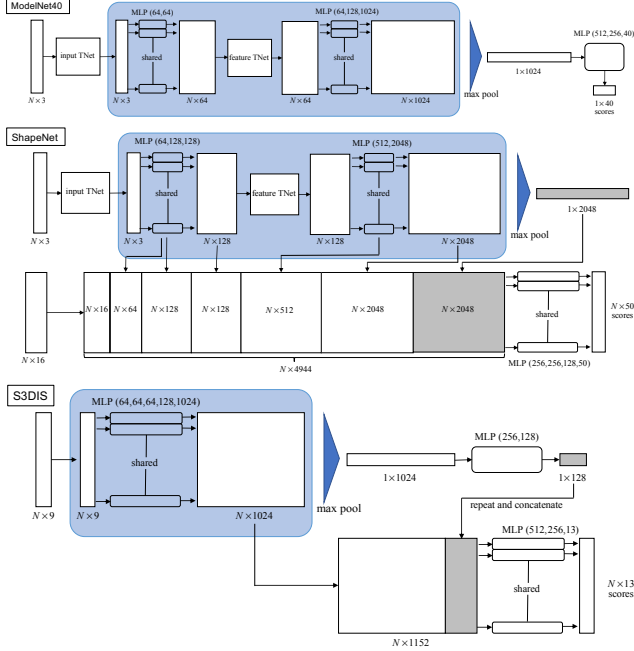 ModelNet40
MLP (64,64)
MLP (64,128,1024)
MLP (512,256,40)
input TNet
shared
feature TNet
shared
N×3
N×3
N×64
N×64
N×1024
max pool
1×1024
1×40
scores
ShapeNet
MLP (64,128,128)
MLP (512,2048)
input TNet
shared
feature TNet
shared
N×3
N×3
N×128
N×128
N×2048
max pool
1×2048
N×16
N×16
N×64
N×128
N×128
N×512
N×2048
N×2048
N×4944
shared
MLP (256,256,128,50)
N×50
scores
S3DIS
MLP (64,64,64,128,1024)
shared
N×9
N×9
N×1024
max pool
1×1024
MLP (256,128)
1×128
repeat and concatenate
MLP (512,256,13)
shared
N×1152
N×13
scores